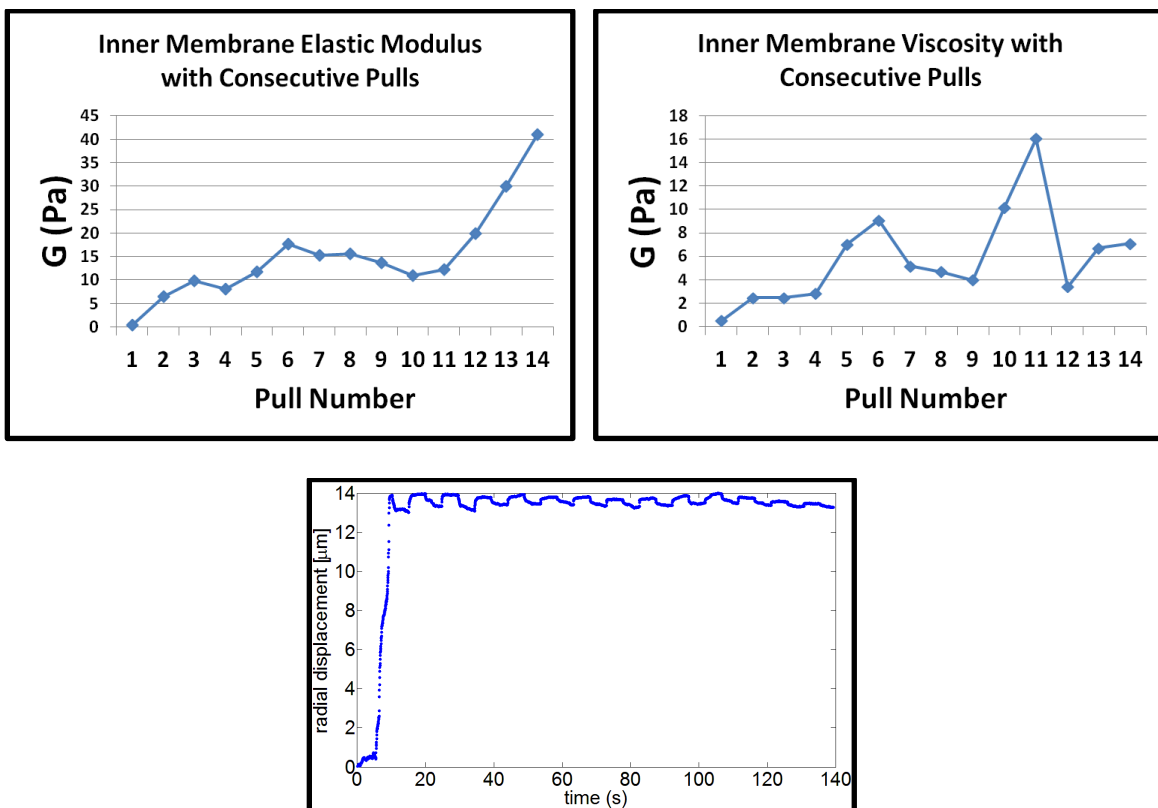 Inner Membrane Elastic Modulus
with Consecutive Pulls
G (Pa)
45
40
35
30
25
20
15
10
5
0
1 2 3 4 5 6 7 8 9 10 11 12 13 14
Pull Number
Inner Membrane Viscosity with
Consecutive Pulls
G (Pa)
18
16
14
12
10
8
6
4
2
0
1 2 3 4 5 6 7 8 9 10 11 12 13 14
Pull Number
radial displacement [μm]
14
12
10
8
6
4
2
0
0 20 40 60 80 100 120 140
time (s)